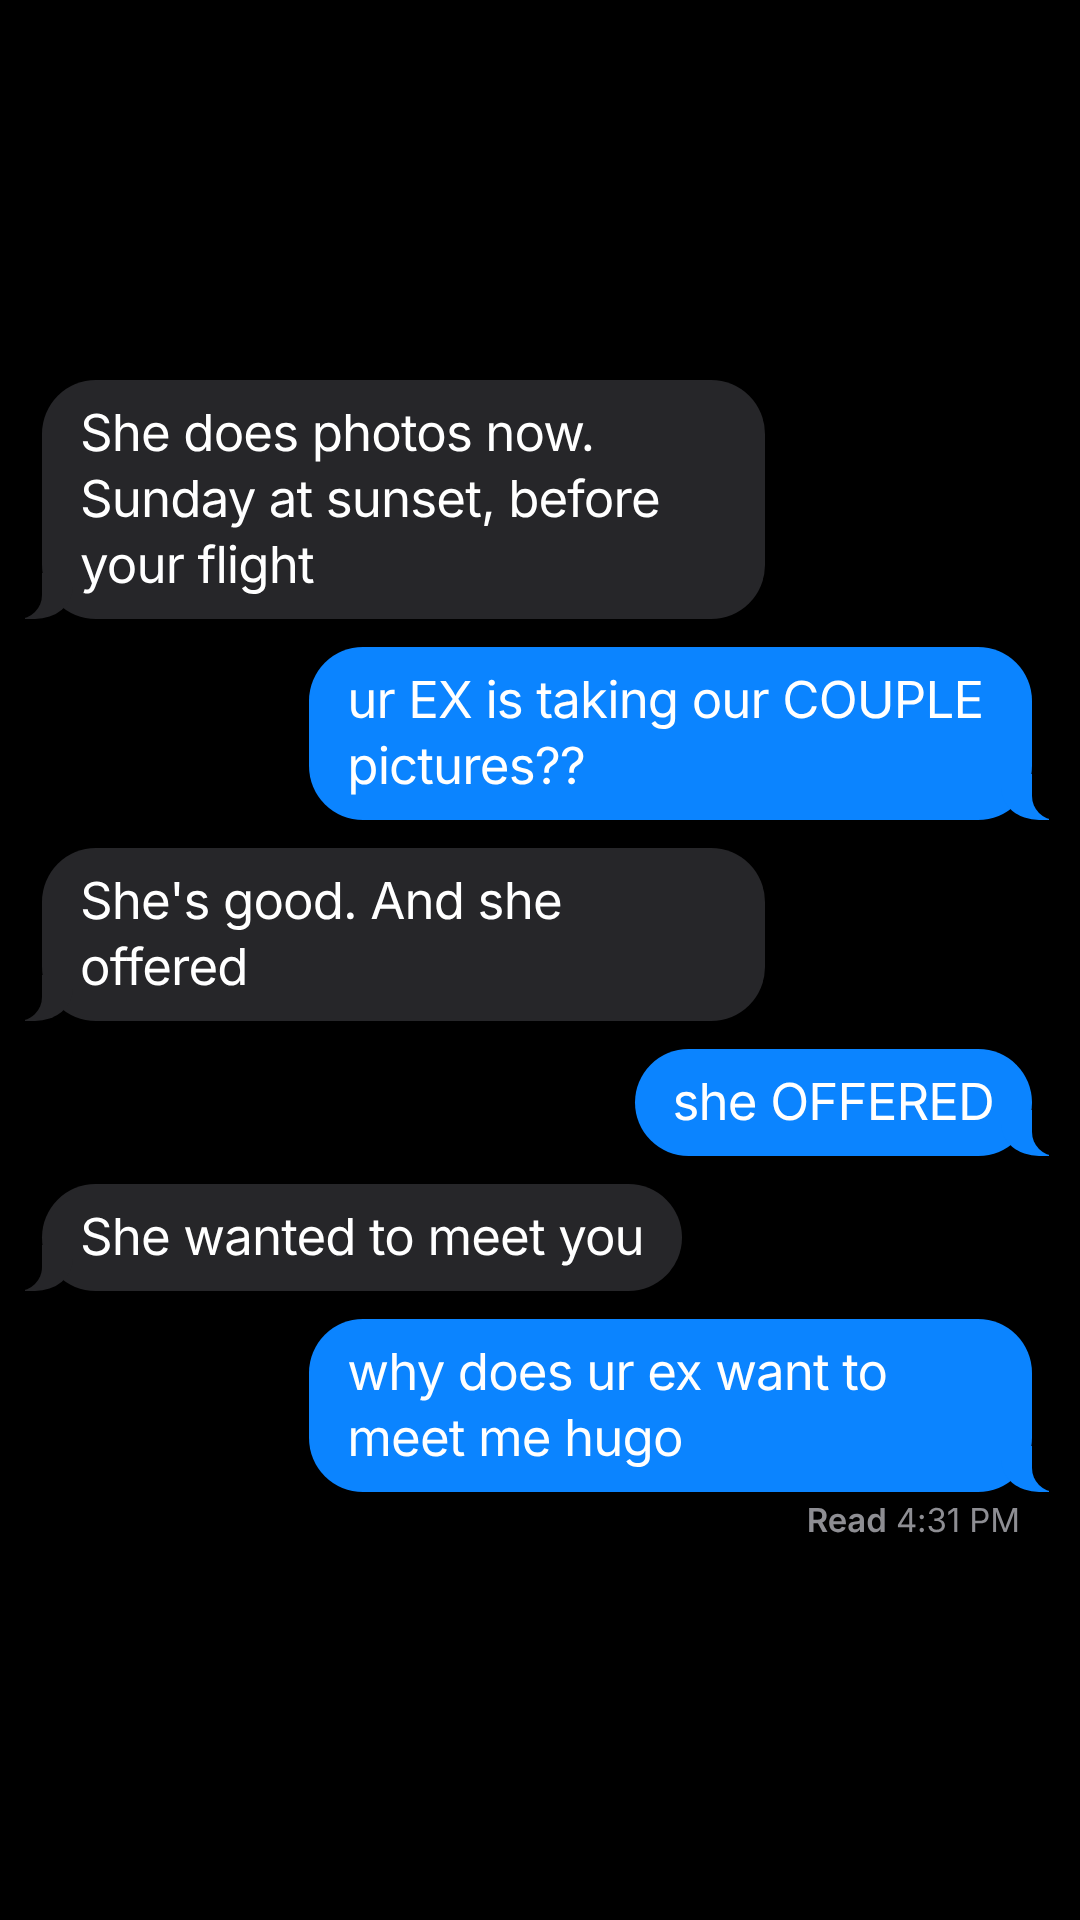 She does photos now.
Sunday at sunset, before
your flight
ur EX is taking our COUPLE
pictures??
She's good. And she
offered
she OFFERED
She wanted to meet you
why does ur ex want to
meet me hugo
Read 4:31 PM